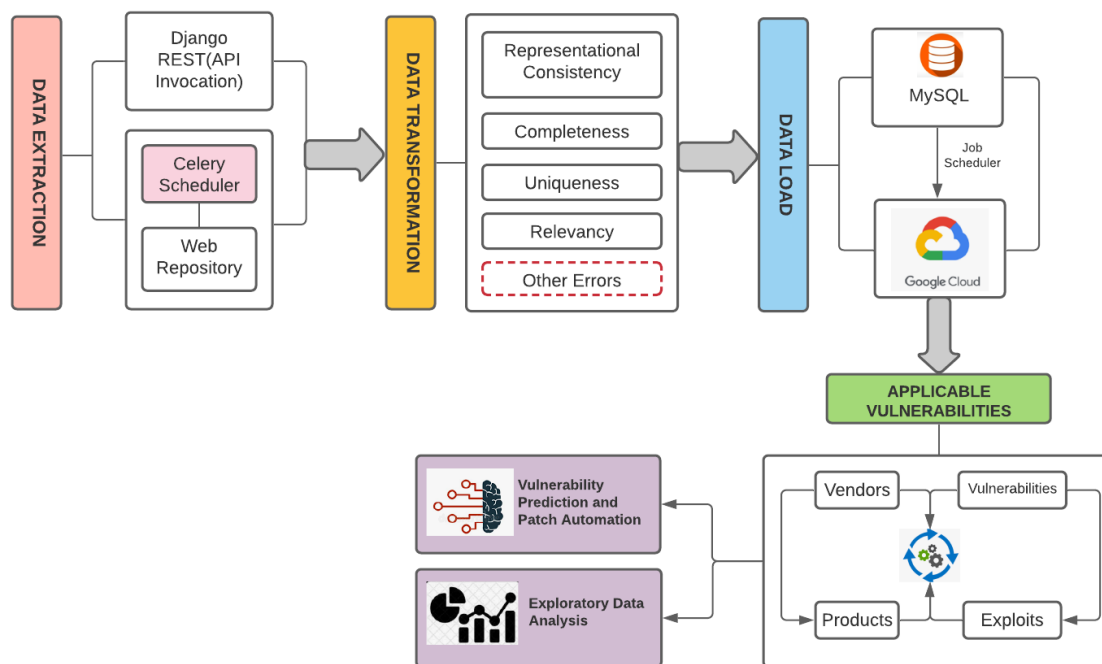 DATA EXTRACTION
Django
REST(API
Invocation)
Celery
Scheduler
Web
Repository
DATA TRANSFORMATION
Representational
Consistency
Completeness
Uniqueness
Relevancy
Other Errors
DATA LOAD
MySQL
Job
Scheduler
Google Cloud
APPLICABLE
VULNERABILITIES
Vendors
Vulnerabilities
Products
Exploits
Vulnerability
Prediction and
Patch Automation
Exploratory Data
Analysis